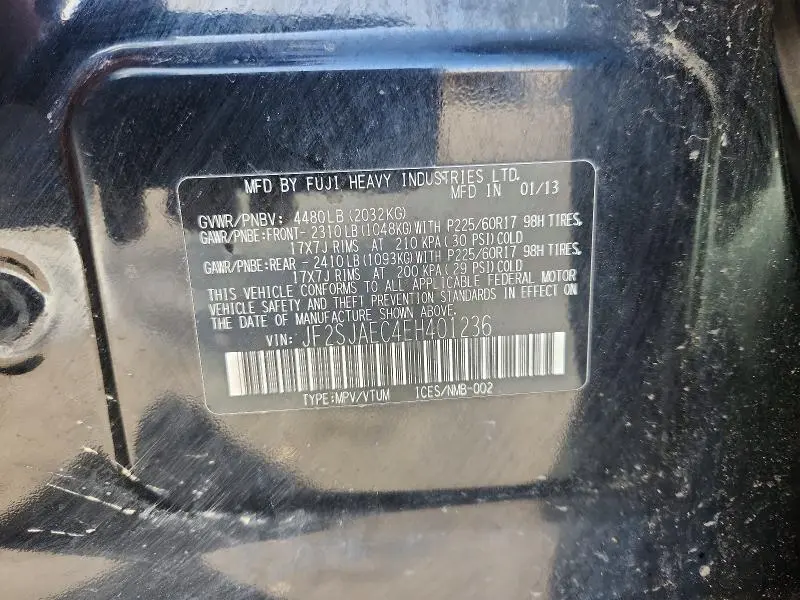 MFD BY FUJI HEAVY INDUSTRIES LTD.
MFD IN 01/13
GVWR/PNBV: 4480LB(2032KG)
GAWR/PNBE:FRONT- 2310LB(1048KG)WITH P225/60R17 98H TIRES,
17X7J RIMS AT 210 KPA(30 PSI)COLD
GAWR/PNBE:REAR - 2410LB(1093KG)WITH P225/60R17 98H TIRES,
17X7J RIMS AT 200 KPA(29 PSI)COLD
THIS VEHICLE CONFORMS TO ALL APPLICABLE FEDERAL MOTOR
VEHICLE SAFETY AND THEFT PREVENTION STANDARDS IN EFFECT ON
THE DATE OF MANUFACTURE SHOWN ABOVE.
VIN: JF2SJAEC4EH401236
TYPE:MPV/VTUM ICES/NMB-002